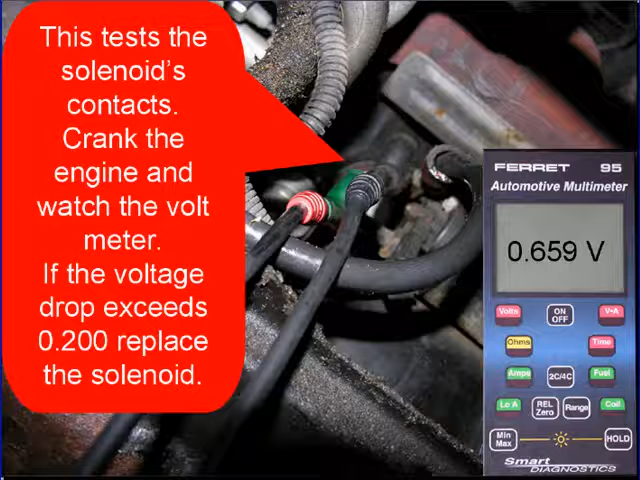 This tests the
solenoid's
contacts.
Crank the
engine and
watch the volt
meter.
If the voltage
drop exceeds
0.200 replace
the solenoid.
FERRET 95
Automotive Multimeter
0.659 V
Volts
ON
OFF
V•A
Ohms
Time
Amps
2C/4C
Fuel
Lo A
REL
Zero
Range
Coil
Min
Max
HOLD
Smart
DIAGNOSTICS